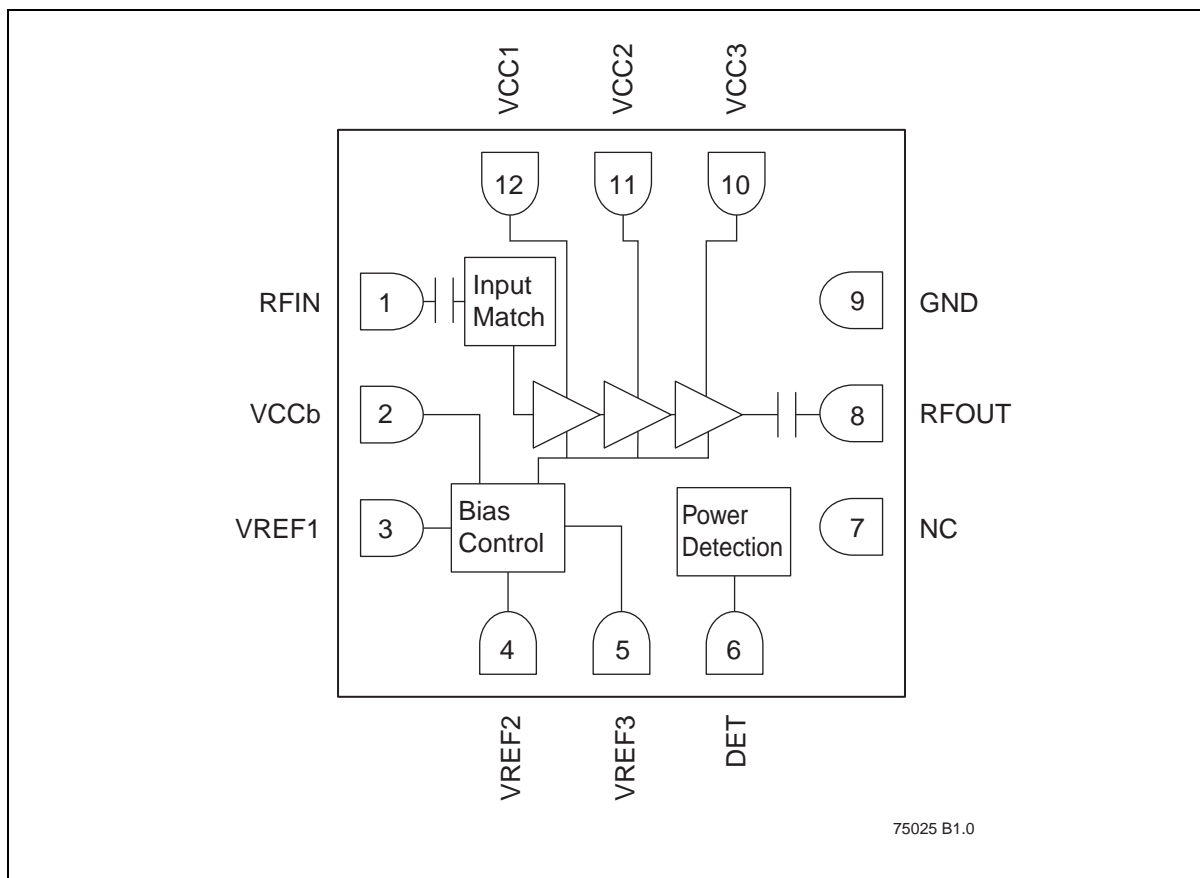 VCC1
VCC2
VCC3
12
11
10
RFIN
1
Input
Match
9
GND
VCCb
2
8
RFOUT
VREF1
3
Bias
Control
Power
Detection
7
NC
4
5
6
VREF2
VREF3
DET
75025 B1.0